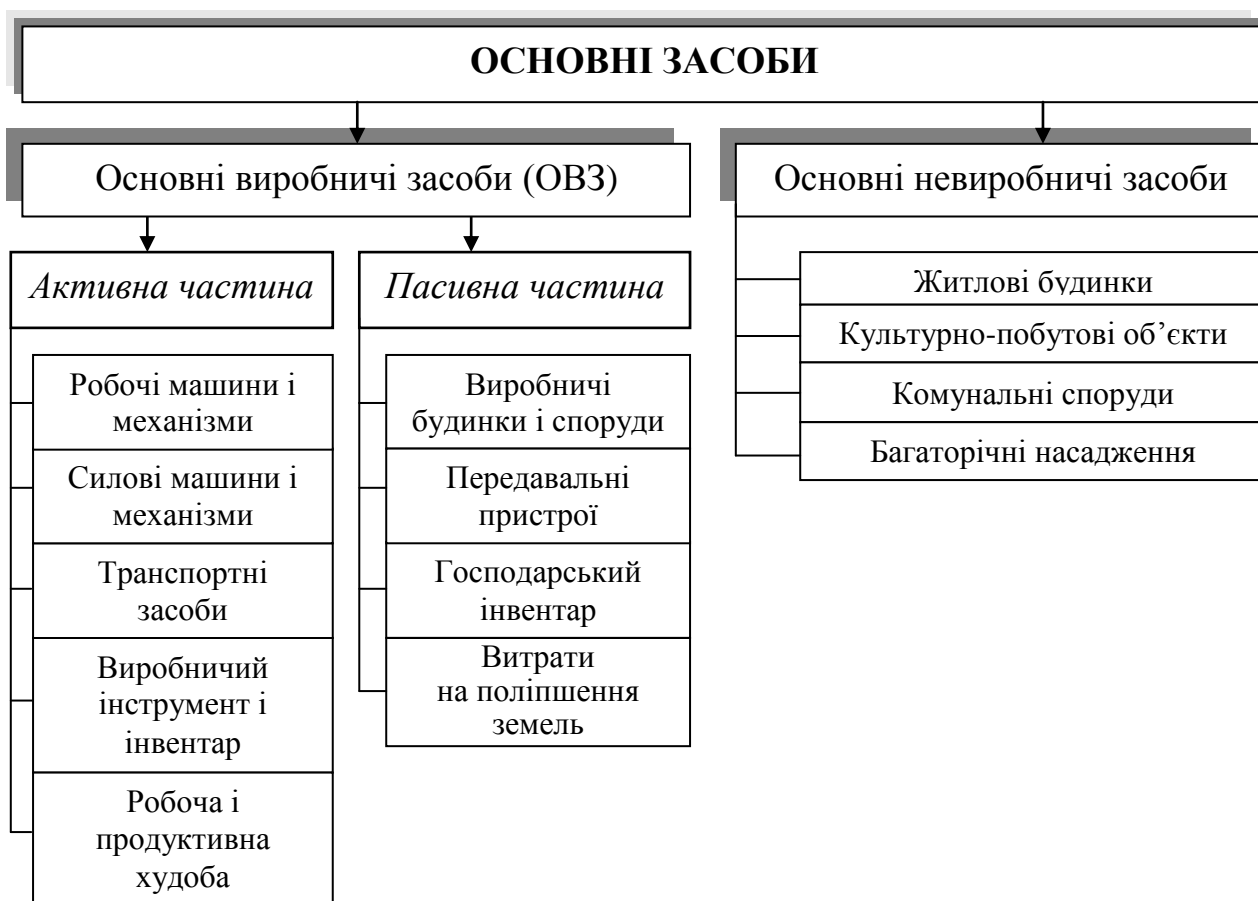 ОСНОВНІ ЗАСОБИ
Основні виробничі засоби (ОВЗ)
Активна частина
Робочі машини і
механізми
Силові машини і
механізми
Транспортні
засоби
Виробничий
інструмент і
інвентар
Робоча і
продуктивна
худоба
Пасивна частина
Виробничі
будинки і споруди
Передавальні
пристрої
Господарський
інвентар
Витрати
на поліпшення
земель
Основні невиробничі засоби
Житлові будинки
Культурно-побутові об’єкти
Комунальні споруди
Багаторічні насадження